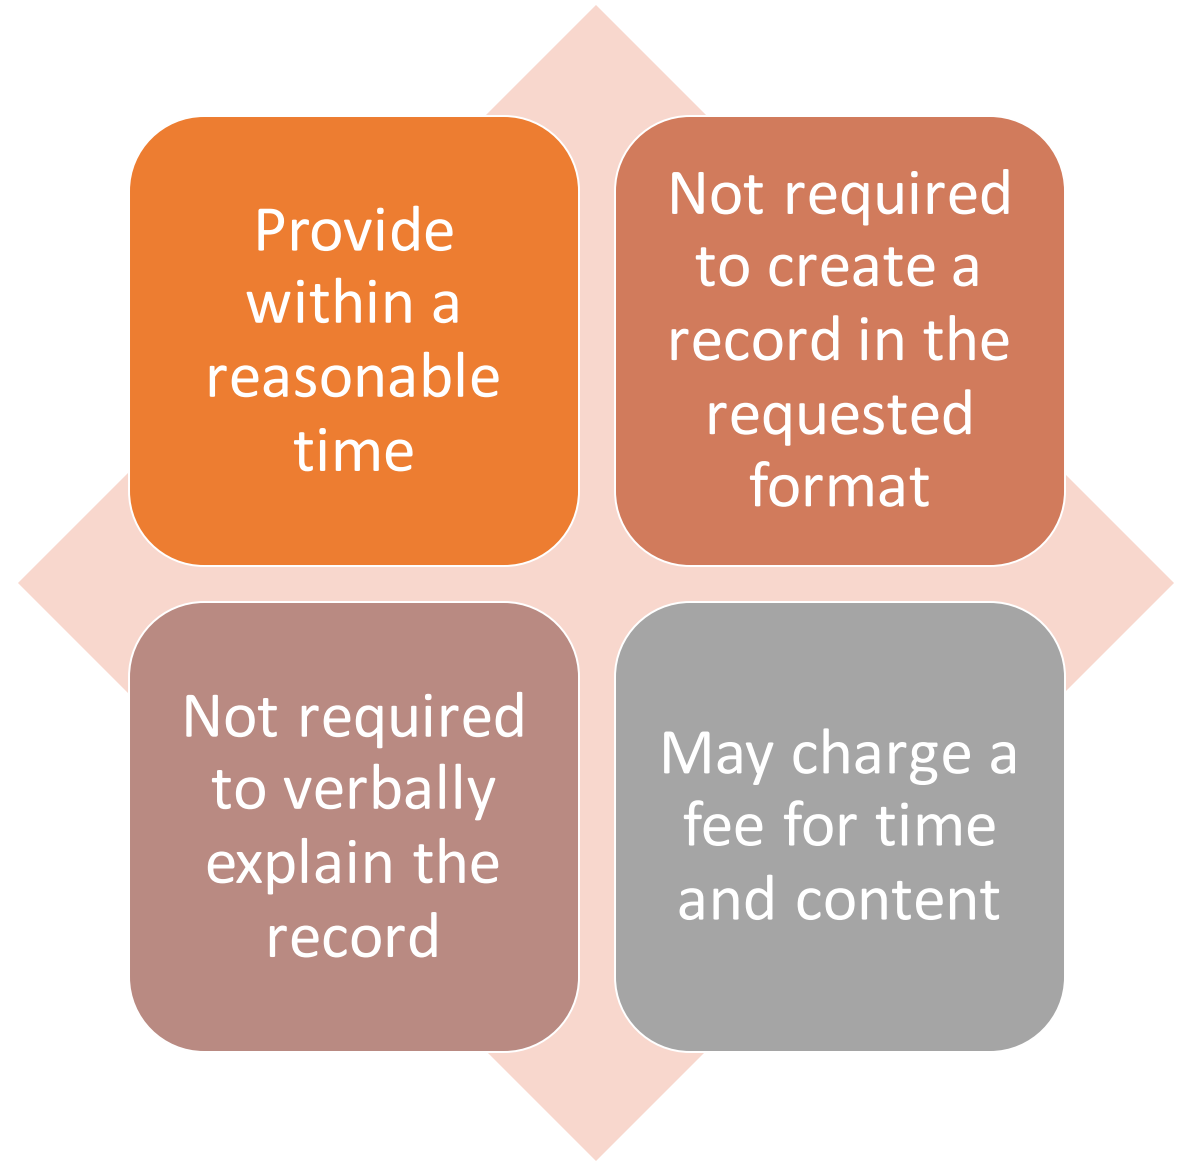 Provide
within a
reasonable
time
Not required
to create a
record in the
requested
format
Not required
to verbally
explain the
record
May charge a
fee for time
and content